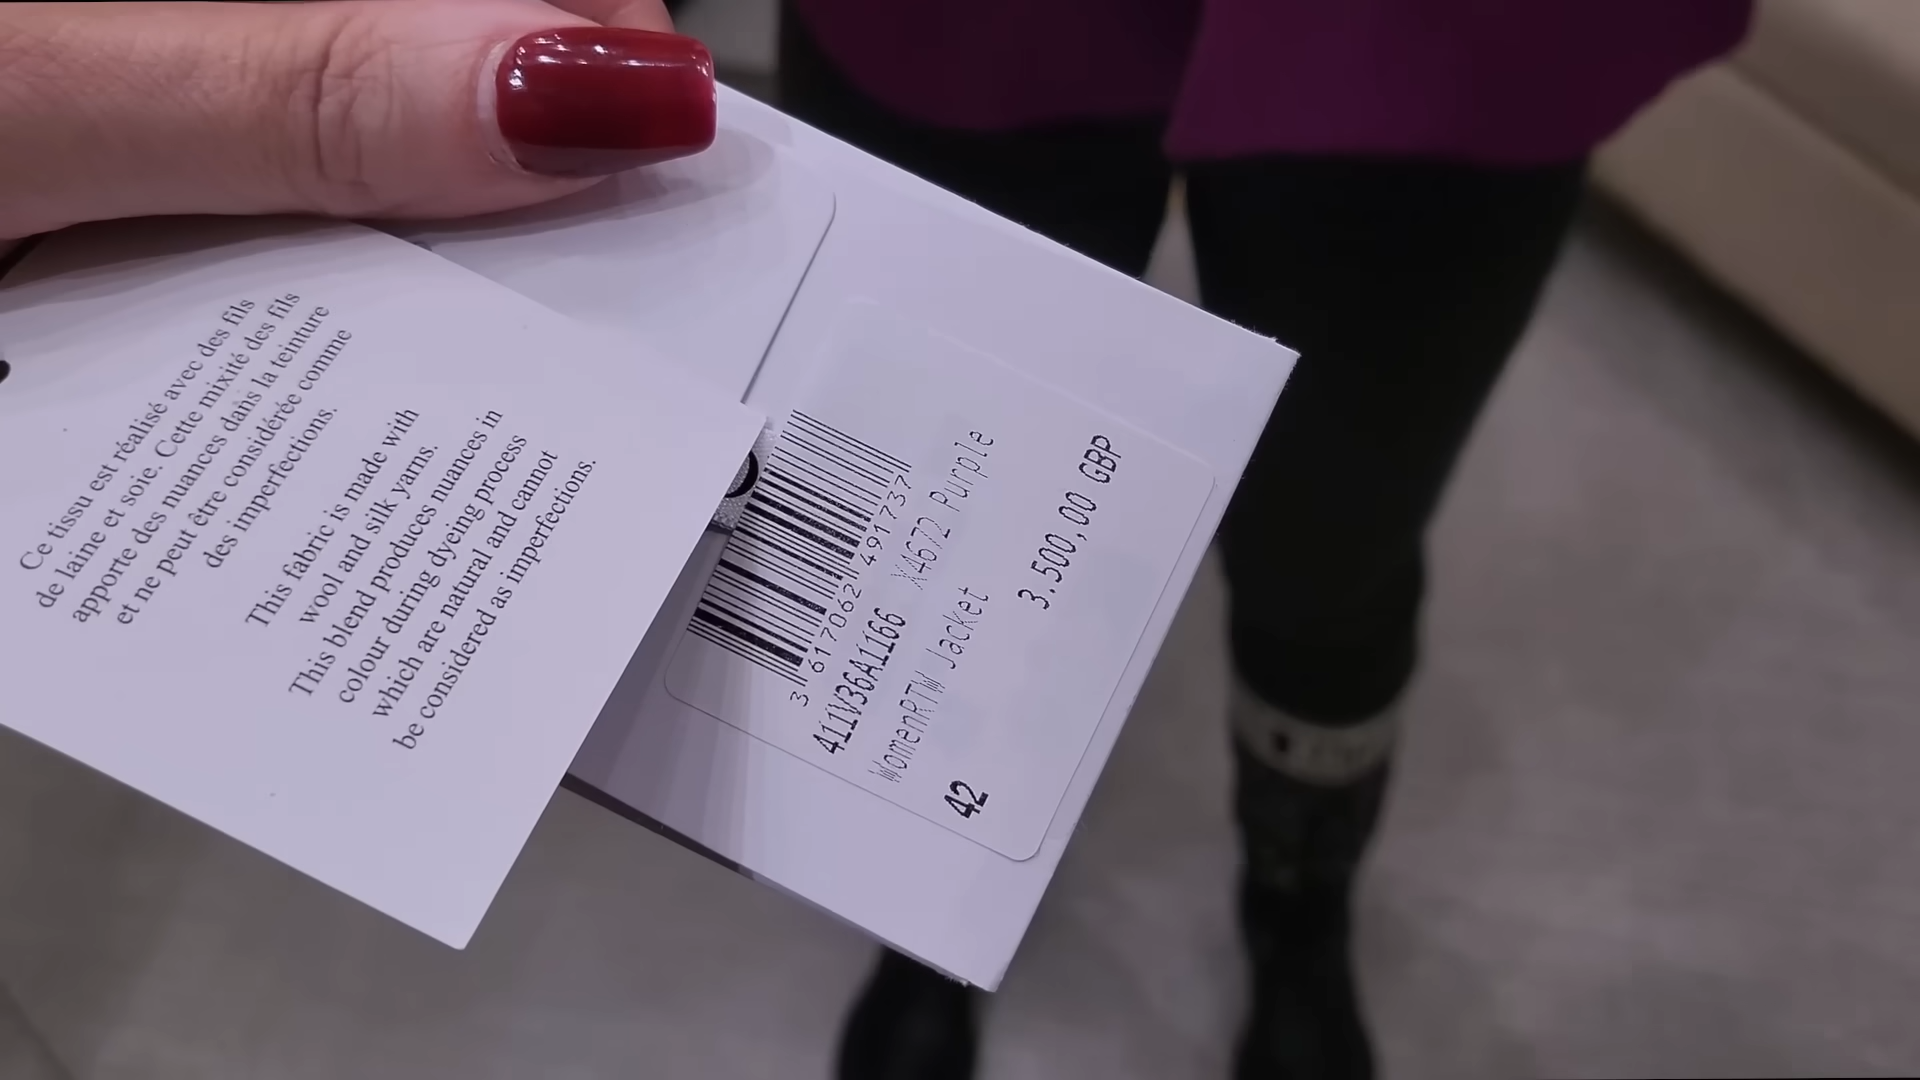 Ce tissu est réalisé avec des fils
de laine et soie. Cette mixité des fils
apporte des nuances dans la teinture
et ne peut être considérée comme
des imperfections.
This fabric is made with
wool and silk yarns.
This blend produces nuances in
colour during dyeing process
which are natural and cannot
be considered as imperfections.
3 617062 491737
411V36A1166 X4672 Purple
WomenRTW Jacket
42 3.500,00 GBP